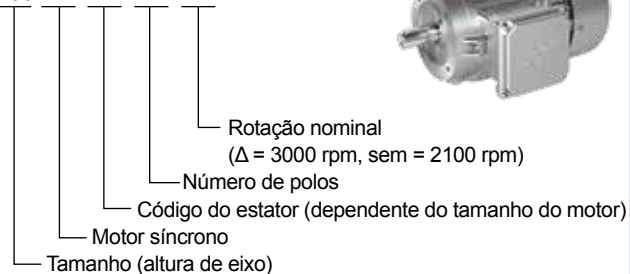 Rotação nominal
(Δ = 3000 rpm, sem = 2100 rpm)
Número de polos
Código do estator (dependente do tamanho do motor)
Motor síncrono
Tamanho (altura de eixo)